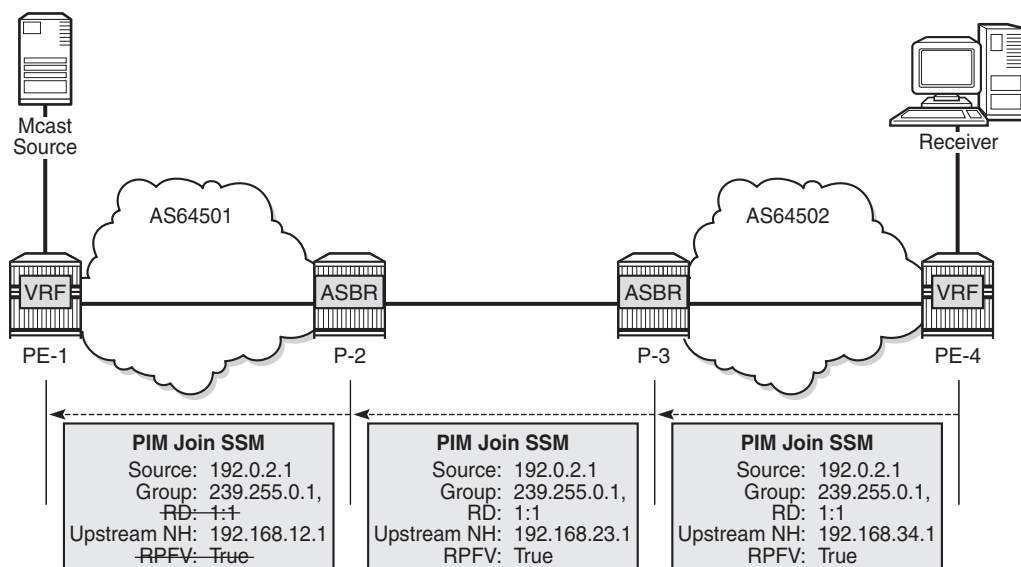 Mcast
Source
Receiver
AS64501
AS64502
VRF
ASBR
ASBR
VRF
PE-1
P-2
P-3
PE-4
PIM Join SSM
Source: 192.0.2.1
Group: 239.255.0.1,
RD: 1:1
Upstream NH: 192.168.12.1
RPFV: True
PIM Join SSM
Source: 192.0.2.1
Group: 239.255.0.1,
RD: 1:1
Upstream NH: 192.168.23.1
RPFV: True
PIM Join SSM
Source: 192.0.2.1
Group: 239.255.0.1,
RD: 1:1
Upstream NH: 192.168.34.1
RPFV: True